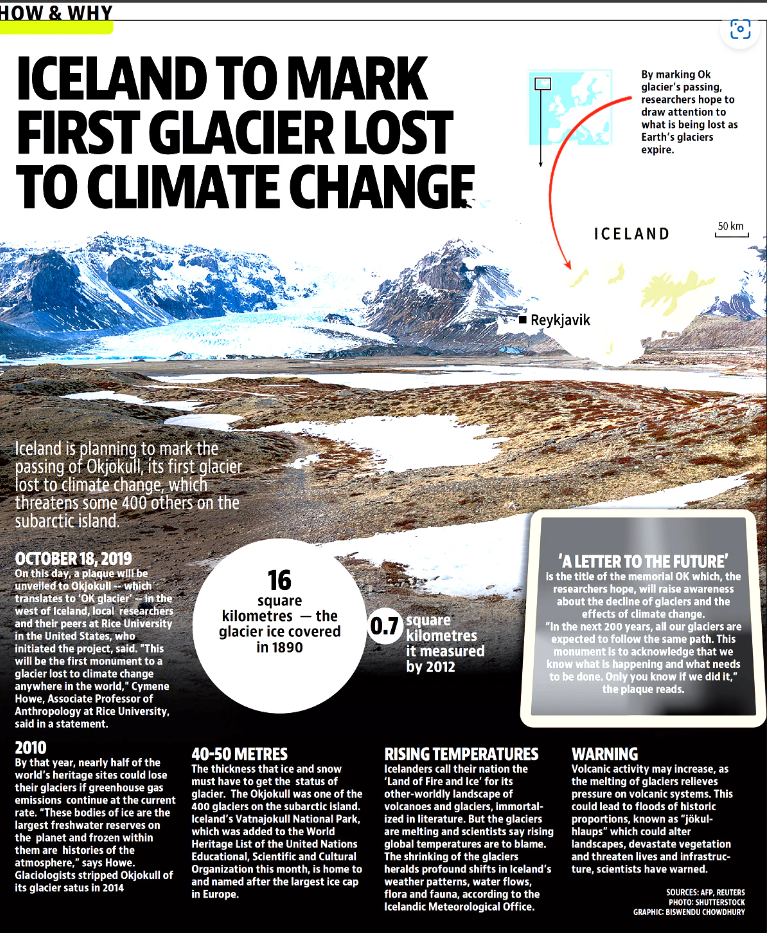 HOW & WHY
ICELAND TO MARK
FIRST GLACIER LOST
TO CLIMATE CHANGE
By marking Ok
glacier's passing,
researchers hope to
draw attention to
what is being lost as
Earth's glaciers
expire.
ICELAND
50 km
Reykjavik
Iceland is planning to mark the
passing of Okjokull, its first glacier
lost to climate change, which
threatens some 400 others on the
subarctic island.
OCTOBER 18, 2019
On this day, a plaque will be
unveiled to Okjokull -- which
translates to 'OK glacier' -- in the
west of Iceland, local researchers
and their peers at Rice University
in the United States, who
initiated the project, said. "This
will be the first monument to a
glacier lost to climate change
anywhere in the world," Cymene
Howe, Associate Professor of
Anthropology at Rice University,
said in a statement.
16
square
kilometres — the
glacier ice covered
in 1890
0.7 square
kilometres
it measured
by 2012
'A LETTER TO THE FUTURE'
is the title of the memorial OK which, the
researchers hope, will raise awareness
about the decline of glaciers and the
effects of climate change.
"In the next 200 years, all our glaciers are
expected to follow the same path. This
monument is to acknowledge that we
know what is happening and what needs
to be done. Only you know if we did it,"
the plaque reads.
2010
By that year, nearly half of the
world's heritage sites could lose
their glaciers if greenhouse gas
emissions continue at the current
rate. "These bodies of ice are the
largest freshwater reserves on
the planet and frozen within
them are histories of the
atmosphere," says Howe.
Glaciologists stripped Okjokull of
its glacier satus in 2014
40-50 METRES
The thickness that ice and snow
must have to get the status of
glacier. The Okjokull was one of the
400 glaciers on the subarctic island.
Iceland's Vatnajokull National Park,
which was added to the World
Heritage List of the United Nations
Educational, Scientific and Cultural
Organization this month, is home to
and named after the largest ice cap
in Europe.
RISING TEMPERATURES
Icelanders call their nation the
'Land of Fire and Ice' for its
other-worldly landscape of
volcanoes and glaciers, immortal-
ized in literature. But the glaciers
are melting and scientists say rising
global temperatures are to blame.
The shrinking of the glaciers
heralds profound shifts in Iceland's
weather patterns, water flows,
flora and fauna, according to the
Icelandic Meteorological Office.
WARNING
Volcanic activity may increase, as
the melting of glaciers relieves
pressure on volcanic systems. This
could lead to floods of historic
proportions, known as "jökul-
hlaups" which could alter
landscapes, devastate vegetation
and threaten lives and infrastruc-
ture, scientists have warned.
SOURCES: AFP, REUTERS
PHOTO: SHUTTERSTOCK
GRAPHIC: BISWENDU CHOWDHURY